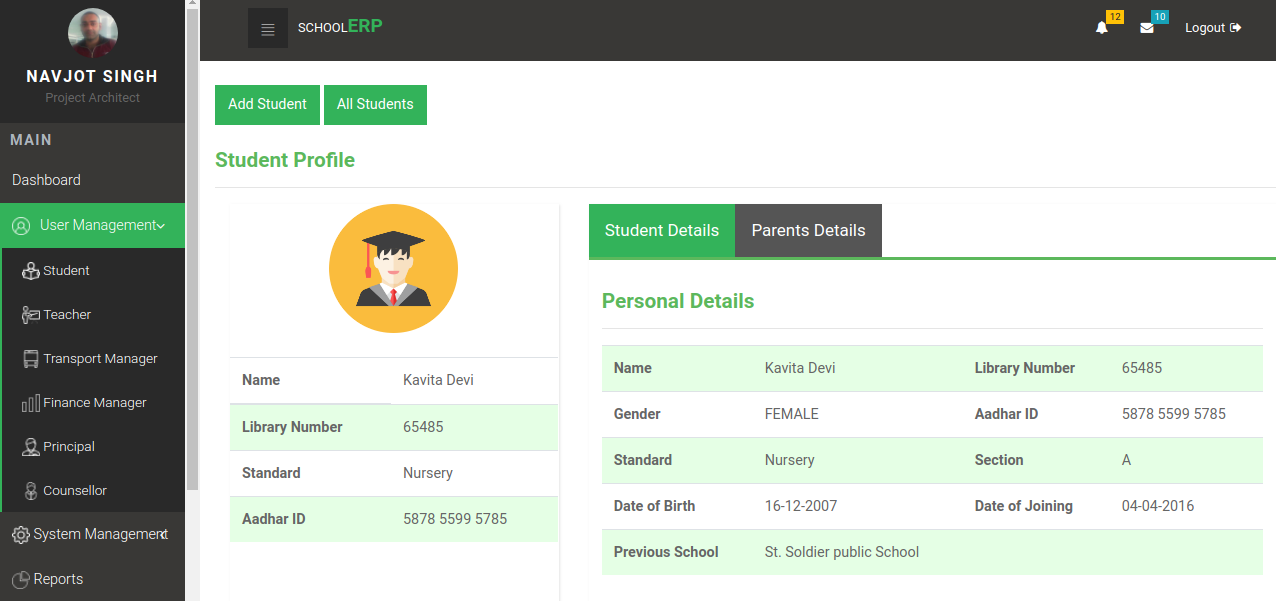 NAVJOT SINGH
Project Architect
MAIN
Dashboard
User Management
Student
Teacher
Transport Manager
Finance Manager
Principal
Counsellor
System Management
Reports
SCHOOLERP
12
10
Logout
Add Student
All Students
Student Profile
Name Kavita Devi
Library Number 65485
Standard Nursery
Aadhar ID 5878 5599 5785
Student Details
Parents Details
Personal Details
Name Kavita Devi Library Number 65485
Gender FEMALE Aadhar ID 5878 5599 5785
Standard Nursery Section A
Date of Birth 16-12-2007 Date of Joining 04-04-2016
Previous School St. Soldier public School